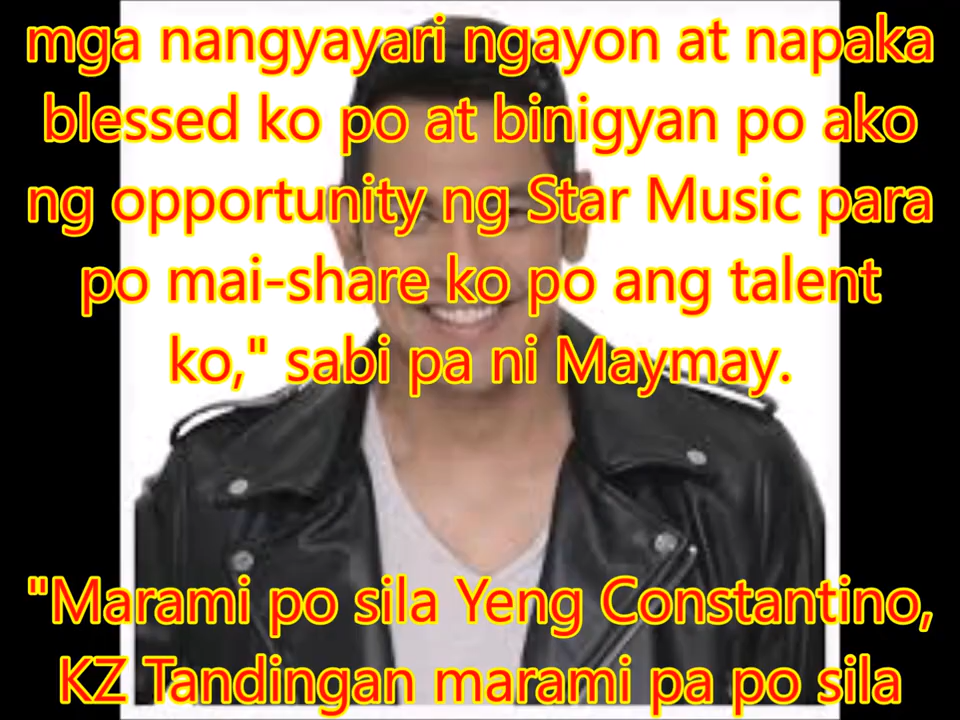 mga nangyayari ngayon at napaka
blessed ko po at binigyan po ako
ng opportunity ng Star Music para
po mai-share ko po ang talent
ko," sabi pa ni Maymay.
"Marami po sila Yeng Constantino,
KZ Tandingan marami pa po sila